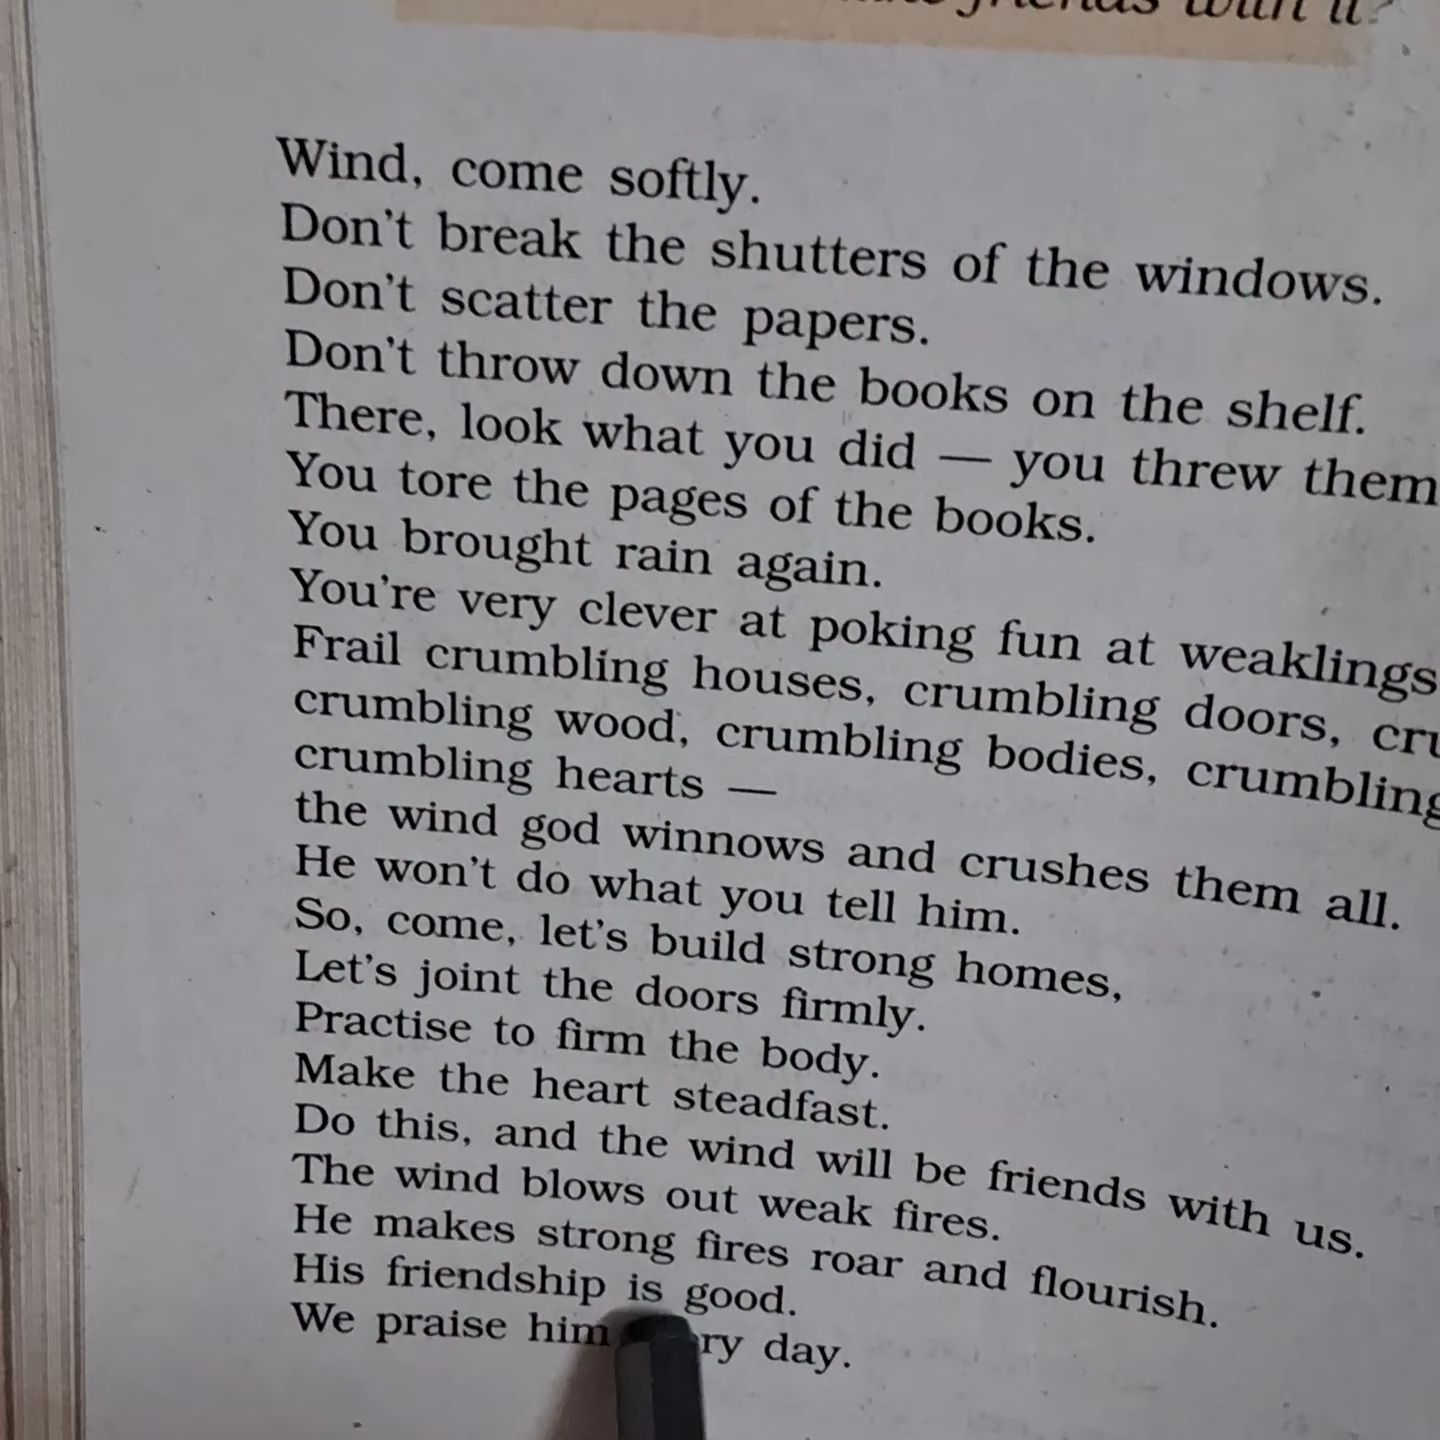 friends with it?
Wind, come softly.
Don't break the shutters of the windows.
Don't scatter the papers.
Don't throw down the books on the shelf.
There, look what you did — you threw them
You tore the pages of the books.
You brought rain again.
You're very clever at poking fun at weaklings
Frail crumbling houses, crumbling doors,
crumbling wood, crumbling bodies, crumbling
crumbling hearts —
the wind god winnows and crushes them all.
He won't do what you tell him.
So, come, let's build strong homes,
Let's joint the doors firmly.
Practise to firm the body.
Make the heart steadfast.
Do this, and the wind will be friends with us.
The wind blows out weak fires.
He makes strong fires roar and flourish.
His friendship is good.
We praise him day.